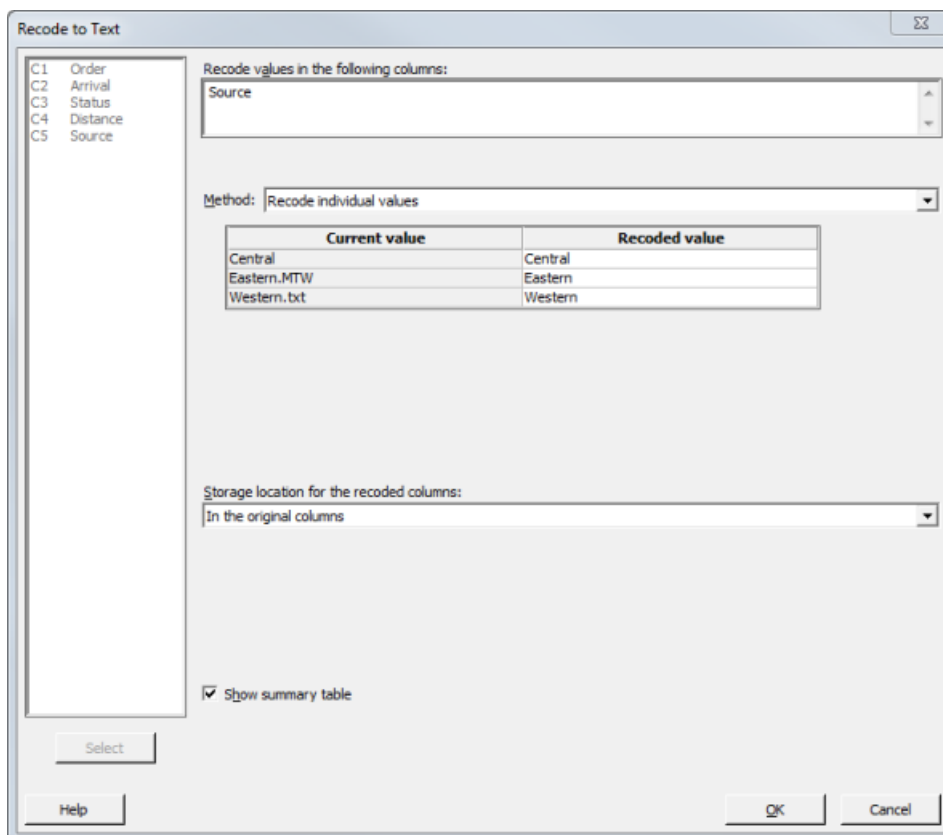 Recode to Text
C1 Order
C2 Arrival
C3 Status
C4 Distance
C5 Source
Recode values in the following columns:
Source
Method: Recode individual values
Current value Recoded value
Central Central
Eastern.MTW Eastern
Western.txt Western
Storage location for the recoded columns:
In the original columns
Show summary table
Select
Help OK Cancel